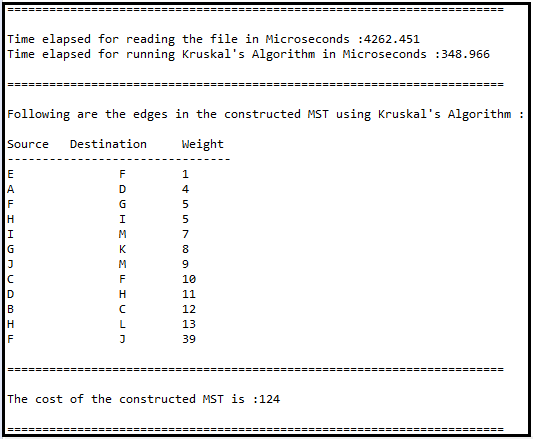 =======================================================================
Time elapsed for reading the file in Microseconds :4262.451
Time elapsed for running Kruskal's Algorithm in Microseconds :348.966
=======================================================================
Following are the edges in the constructed MST using Kruskal's Algorithm :
Source Destination Weight
--------------------------------
E F 1
A D 4
F G 5
H I 5
I M 7
G K 8
J M 9
C F 10
D H 11
B C 12
H L 13
F J 39
=======================================================================
The cost of the constructed MST is :124
=======================================================================